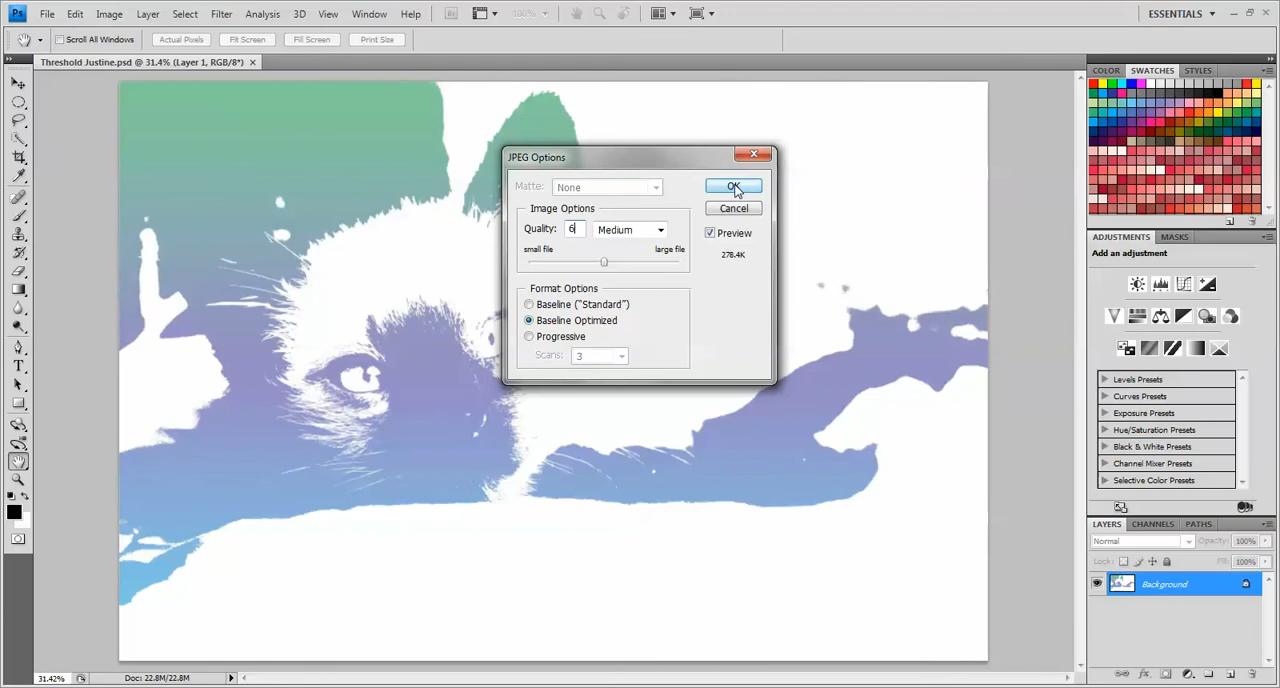 Ps File Edit Image Layer Select Filter Analysis 3D View Window Help Br 100% ESSENTIALS
Scroll All Windows Actual Pixels Fit Screen Fill Screen Print Size
Threshold Justine.psd @ 31.4% (Layer 1, RGB/8*) ×
COLOR SWATCHES STYLES
JPEG Options
Matte: None OK
Image Options Cancel
Quality: 6 Medium Preview
small file large file 278.4K
Format Options
Baseline ("Standard")
Baseline Optimized
Progressive
Scans: 3
ADJUSTMENTS MASKS
Add an adjustment
Levels Presets
Curves Presets
Exposure Presets
Hue/Saturation Presets
Black & White Presets
Channel Mixer Presets
Selective Color Presets
LAYERS CHANNELS PATHS
Normal Opacity: 100%
Lock: Fill: 100%
Background
31.42% Doc: 22.8M/22.8M